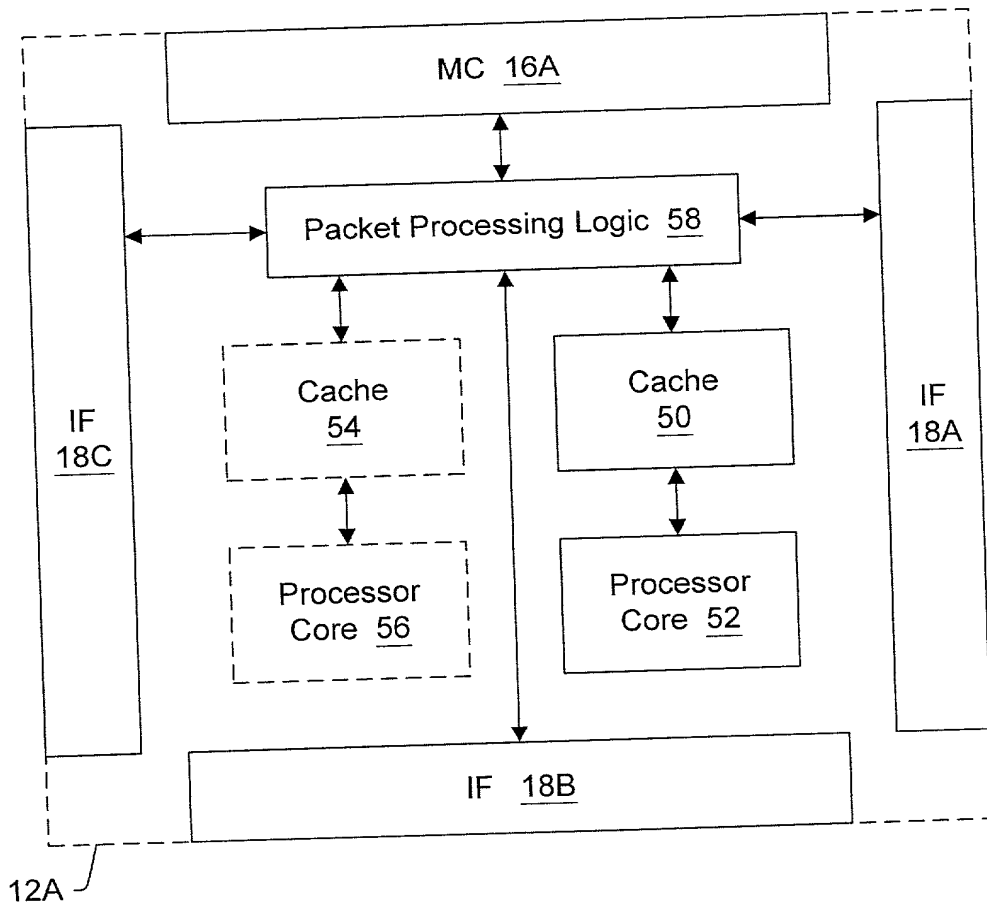 MC 16A
Packet Processing Logic 58
IF
18C
Cache
54
Cache
50
IF
18A
Processor
Core 56
Processor
Core 52
IF 18B
12A